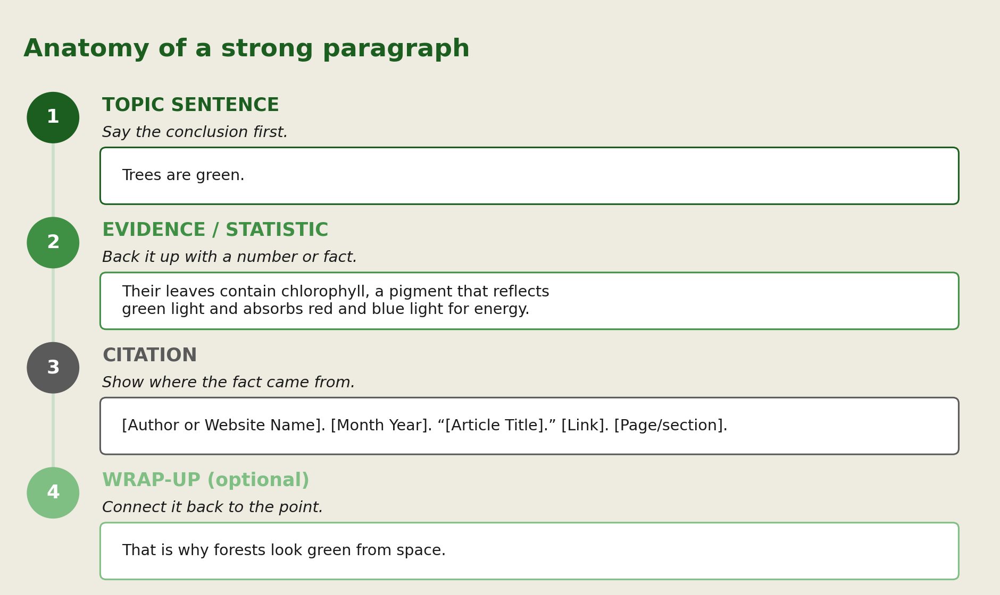 Anatomy of a strong paragraph
1
TOPIC SENTENCE
Say the conclusion first.
Trees are green.
2
EVIDENCE / STATISTIC
Back it up with a number or fact.
Their leaves contain chlorophyll, a pigment that reflects
green light and absorbs red and blue light for energy.
3
CITATION
Show where the fact came from.
[Author or Website Name]. [Month Year]. “[Article Title].” [Link]. [Page/section].
4
WRAP-UP (optional)
Connect it back to the point.
That is why forests look green from space.